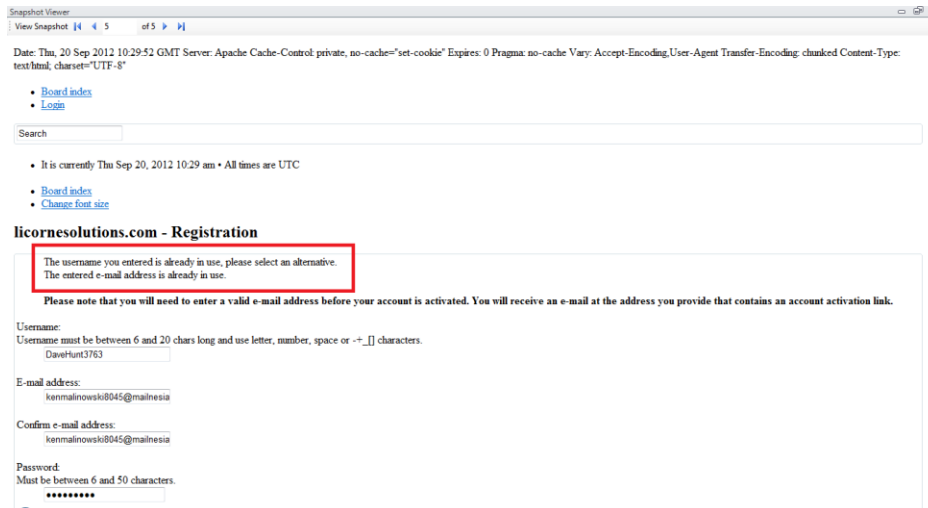 Snapshot Viewer
View Snapshot 5 of 5
Date: Thu, 20 Sep 2012 10:29:52 GMT Server: Apache Cache-Control: private, no-cache="set-cookie" Expires: 0 Pragma: no-cache Vary: Accept-Encoding,User-Agent Transfer-Encoding: chunked Content-Type:
text/html; charset="UTF-8"
• Board index
• Login
Search
• It is currently Thu Sep 20, 2012 10:29 am • All times are UTC
• Board index
• Change font size
licornesolutions.com - Registration
The username you entered is already in use, please select an alternative.
The entered e-mail address is already in use.
Please note that you will need to enter a valid e-mail address before your account is activated. You will receive an e-mail at the address you provide that contains an account activation link.
Username:
Username must be between 6 and 20 chars long and use letter, number, space or -+_[] characters.
DaveHunt3763
E-mail address:
kenmalinowski8045@mailnesia
Confirm e-mail address:
kenmalinowski8045@mailnesia
Password:
Must be between 6 and 50 characters.
•••••••••